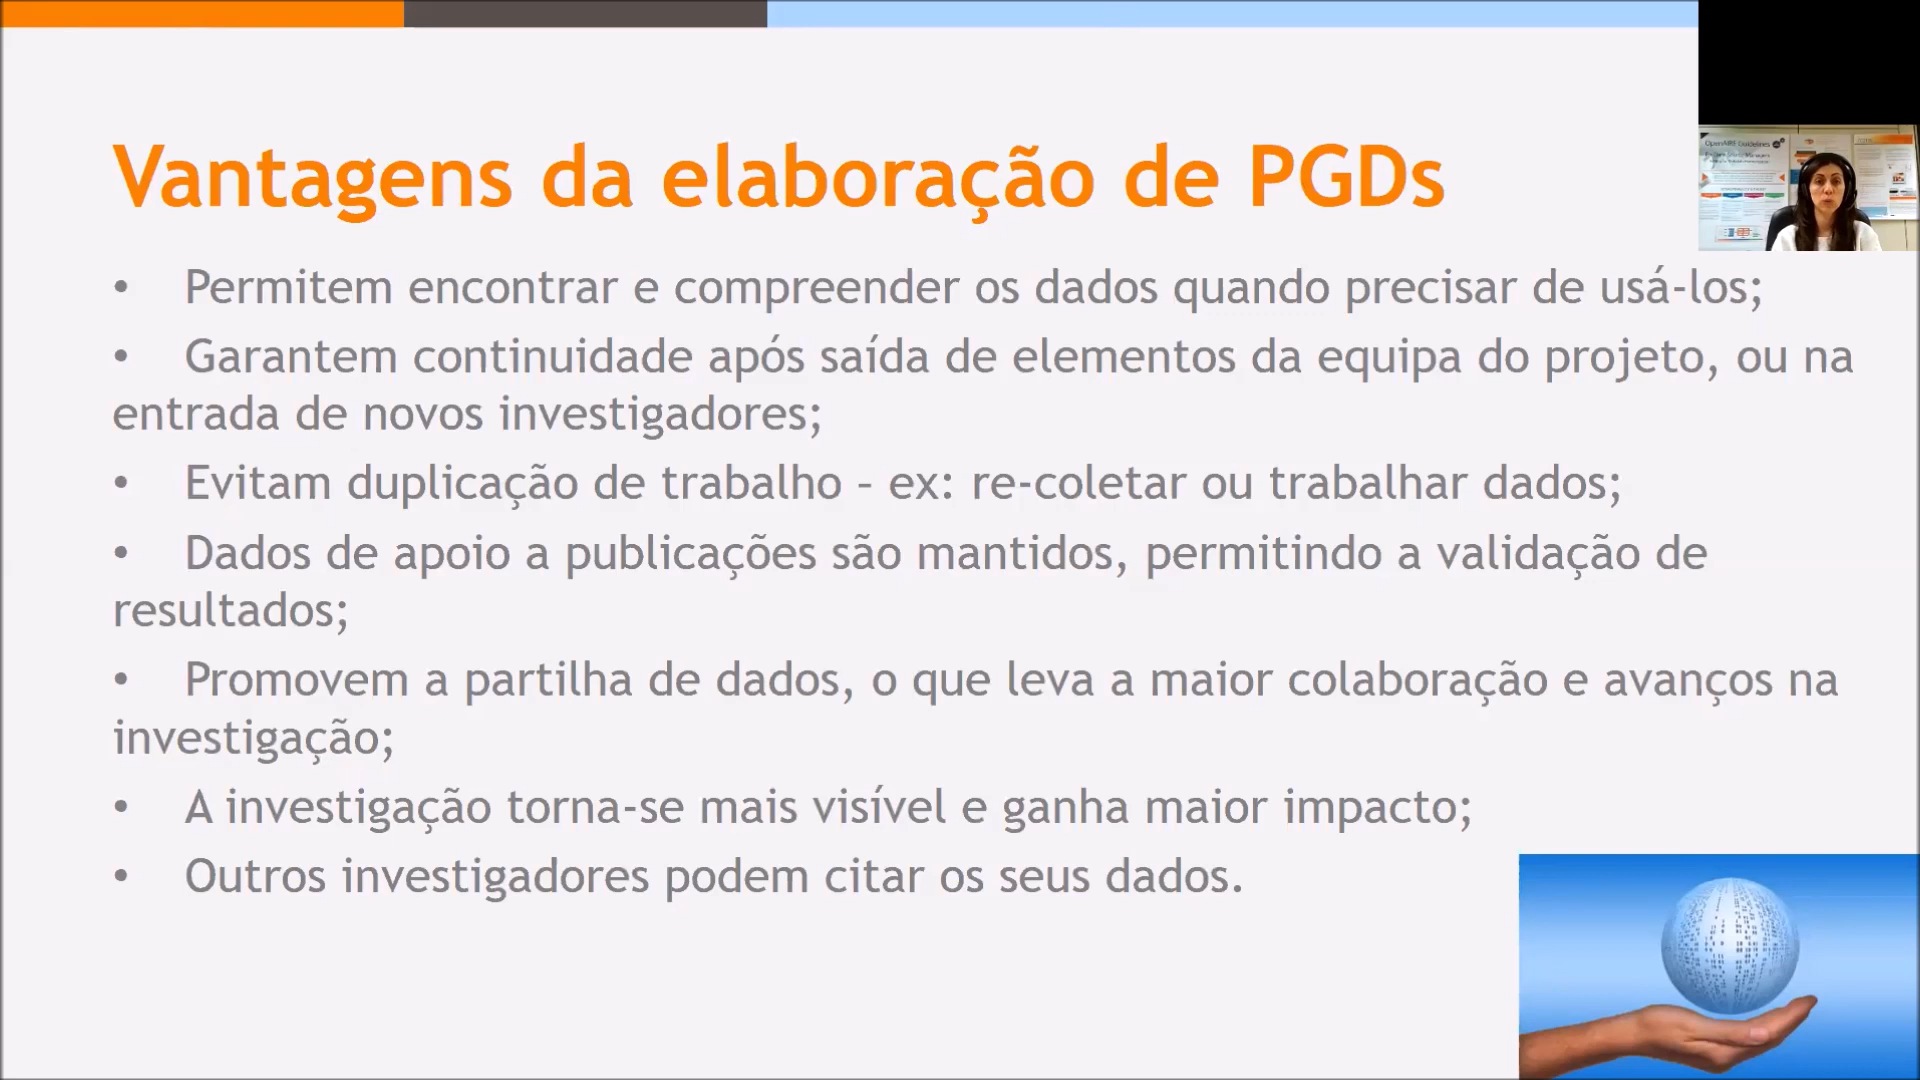 Vantagens da elaboração de PGDs
OpenAIRE Guidelines
• Permitem encontrar e compreender os dados quando precisar de usá-los;
• Garantem continuidade após saída de elementos da equipa do projeto, ou na
entrada de novos investigadores;
• Evitam duplicação de trabalho – ex: re-coletar ou trabalhar dados;
• Dados de apoio a publicações são mantidos, permitindo a validação de
resultados;
• Promovem a partilha de dados, o que leva a maior colaboração e avanços na
investigação;
• A investigação torna-se mais visível e ganha maior impacto;
• Outros investigadores podem citar os seus dados.